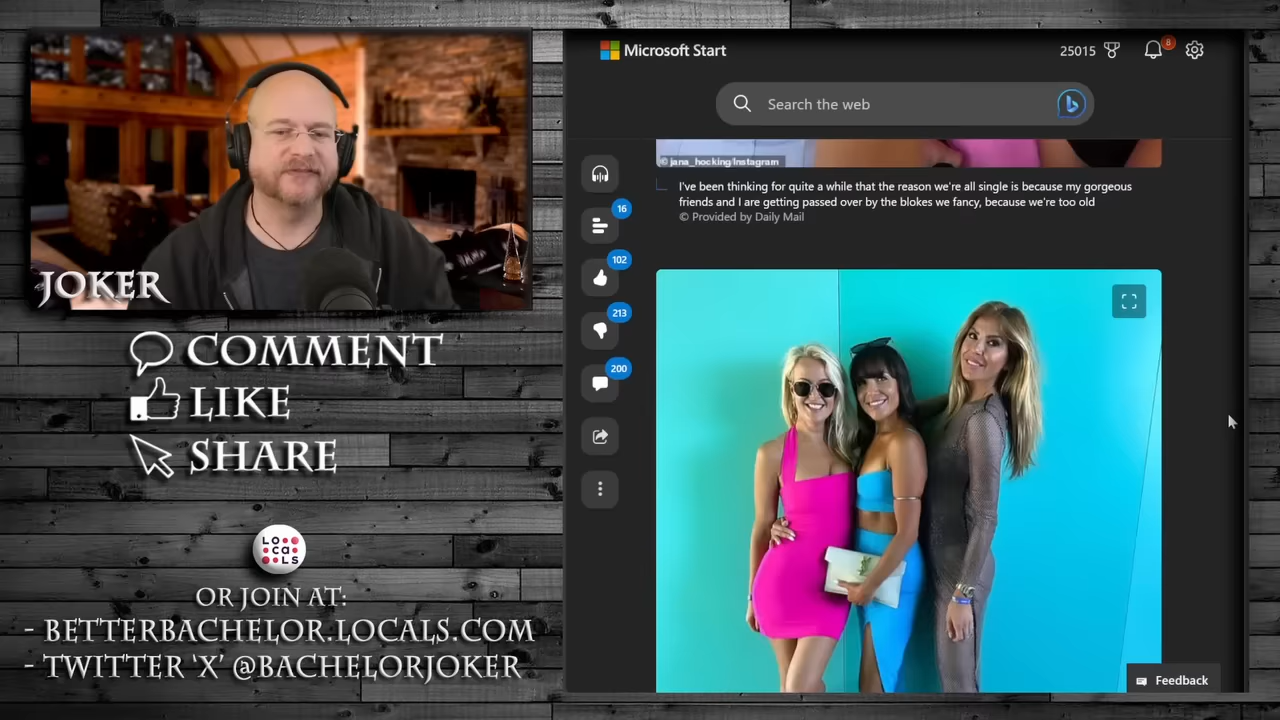 JOKER
COMMENT
LIKE
SHARE
LOCALS
OR JOIN AT:
- BETTERBACHELOR.LOCALS.COM
- TWITTER 'X' @BACHELORJOKER
Microsoft Start
25015
8
Search the web
© jana_hocking/Instagram
I've been thinking for quite a while that the reason we're all single is because my gorgeous
friends and I are getting passed over by the blokes we fancy, because we're too old
© Provided by Daily Mail
16
102
213
200
Feedback